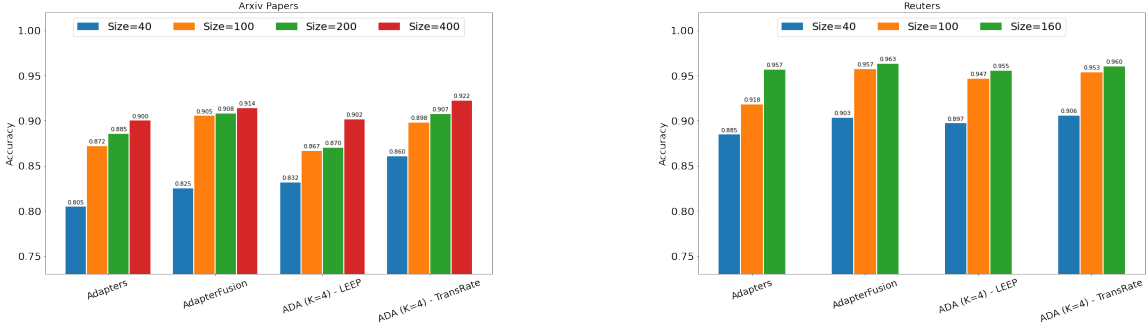 Arxiv Papers
Size=40 Size=100 Size=200 Size=400
1.00
0.95
0.90
0.85
0.80
0.75
Accuracy
0.805 0.872 0.885 0.900
0.825 0.905 0.908 0.914
0.832 0.867 0.870 0.902
0.860 0.898 0.907 0.922
Adapters
AdapterFusion
ADA (K=4) - LEEP
ADA (K=4) - TransRate
Reuters
Size=40 Size=100 Size=160
1.00
0.95
0.90
0.85
0.80
0.75
Accuracy
0.885 0.918 0.957
0.903 0.957 0.963
0.897 0.947 0.955
0.906 0.953 0.960
Adapters
AdapterFusion
ADA (K=4) - LEEP
ADA (K=4) - TransRate